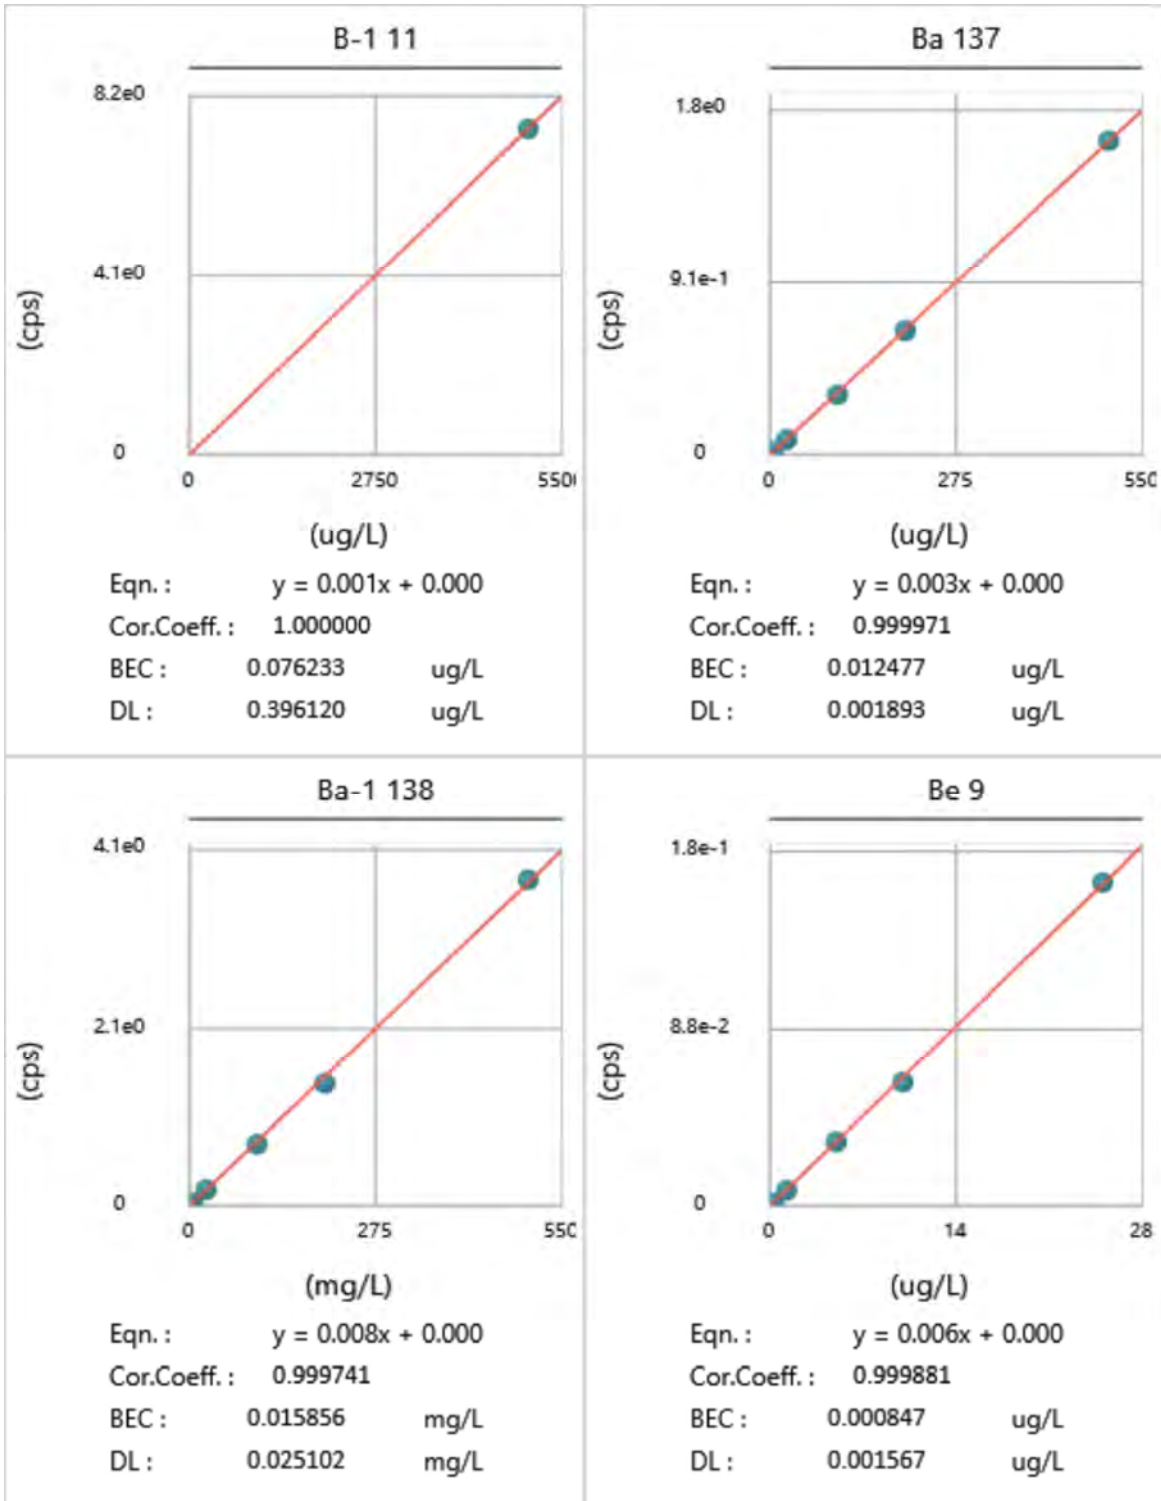 B-1 11
8.2e0
4.1e0
(cps)
0
0 2750 5500
(ug/L)
Eqn. : y = 0.001x + 0.000
Cor.Coeff. : 1.000000
BEC : 0.076233 ug/L
DL : 0.396120 ug/L
Ba 137
1.8e0
9.1e-1
(cps)
0
0 275 550
(ug/L)
Eqn. : y = 0.003x + 0.000
Cor.Coeff. : 0.999971
BEC : 0.012477 ug/L
DL : 0.001893 ug/L
Ba-1 138
4.1e0
2.1e0
(cps)
0
0 275 550
(mg/L)
Eqn. : y = 0.008x + 0.000
Cor.Coeff. : 0.999741
BEC : 0.015856 mg/L
DL : 0.025102 mg/L
Be 9
1.8e-1
8.8e-2
(cps)
0
0 14 28
(ug/L)
Eqn. : y = 0.006x + 0.000
Cor.Coeff. : 0.999881
BEC : 0.000847 ug/L
DL : 0.001567 ug/L